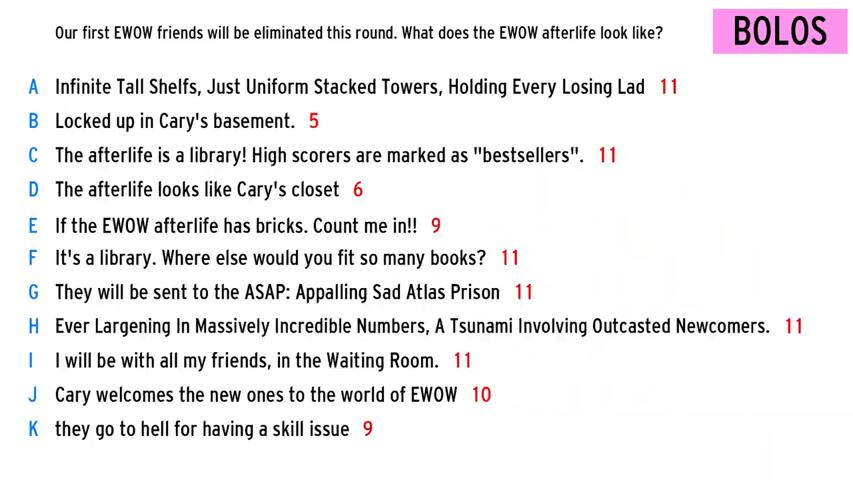 Our first EWOW friends will be eliminated this round. What does the EWOW afterlife look like?
BOLOS
A Infinite Tall Shelfs, Just Uniform Stacked Towers, Holding Every Losing Lad 11
B Locked up in Cary's basement. 5
C The afterlife is a library! High scorers are marked as "bestsellers". 11
D The afterlife looks like Cary's closet 6
E If the EWOW afterlife has bricks. Count me in!! 9
F It's a library. Where else would you fit so many books? 11
G They will be sent to the ASAP: Appalling Sad Atlas Prison 11
H Ever Largening In Massively Incredible Numbers, A Tsunami Involving Outcasted Newcomers. 11
I I will be with all my friends, in the Waiting Room. 11
J Cary welcomes the new ones to the world of EWOW 10
K they go to hell for having a skill issue 9